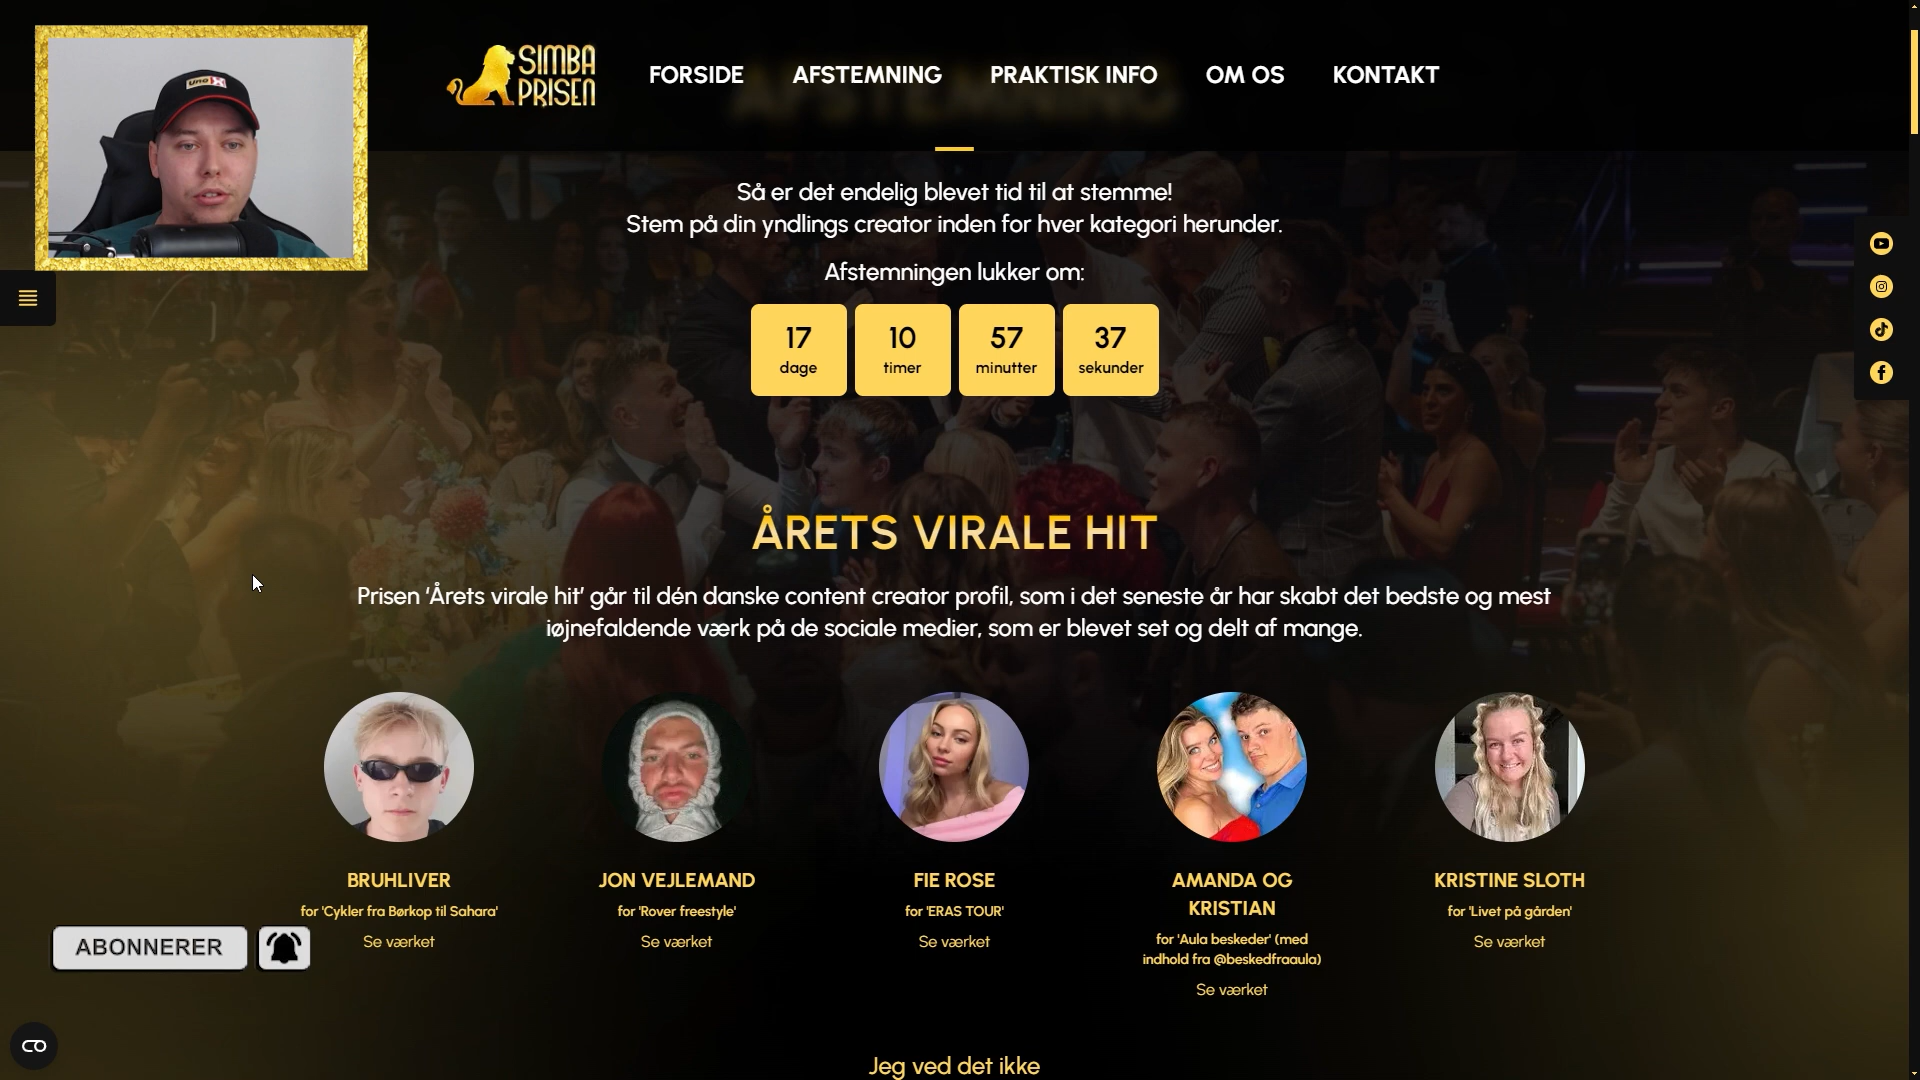 Uno X
SIMBA
PRISEN
FORSIDE
AFSTEMNING
PRAKTISK INFO
OM OS
KONTAKT
AFSTEMNING
Så er det endelig blevet tid til at stemme!
Stem på din yndlings creator inden for hver kategori herunder.
Afstemningen lukker om:
17
dage
10
timer
57
minutter
37
sekunder
ÅRETS VIRALE HIT
Prisen ‘Årets virale hit’ går til dén danske content creator profil, som i det seneste år har skabt det bedste og mest
iøjnefaldende værk på de sociale medier, som er blevet set og delt af mange.
BRUHLIVER
for 'Cykler fra Børkop til Sahara'
Se værket
JON VEJLEMAND
for 'Rover freestyle'
Se værket
FIE ROSE
for 'ERAS TOUR'
Se værket
AMANDA OG
KRISTIAN
for 'Aula beskeder' (med
indhold fra @beskedfraaula)
Se værket
KRISTINE SLOTH
for 'Livet på gården'
Se værket
ABONNERER
Jeg ved det ikke